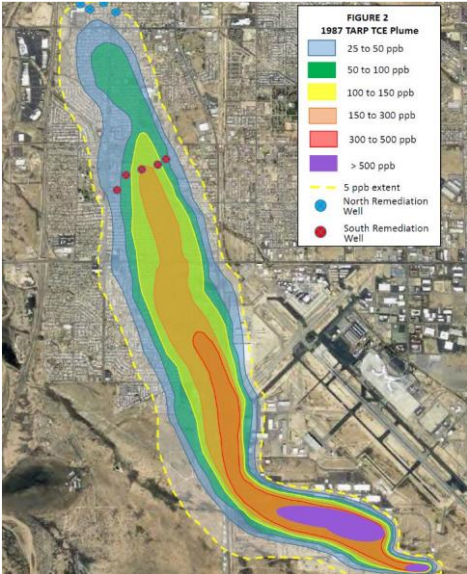 FIGURE 2
1987 TARP TCE Plume
25 to 50 ppb
50 to 100 ppb
100 to 150 ppb
150 to 300 ppb
300 to 500 ppb
> 500 ppb
5 ppb extent
North Remediation
Well
South Remediation
Well